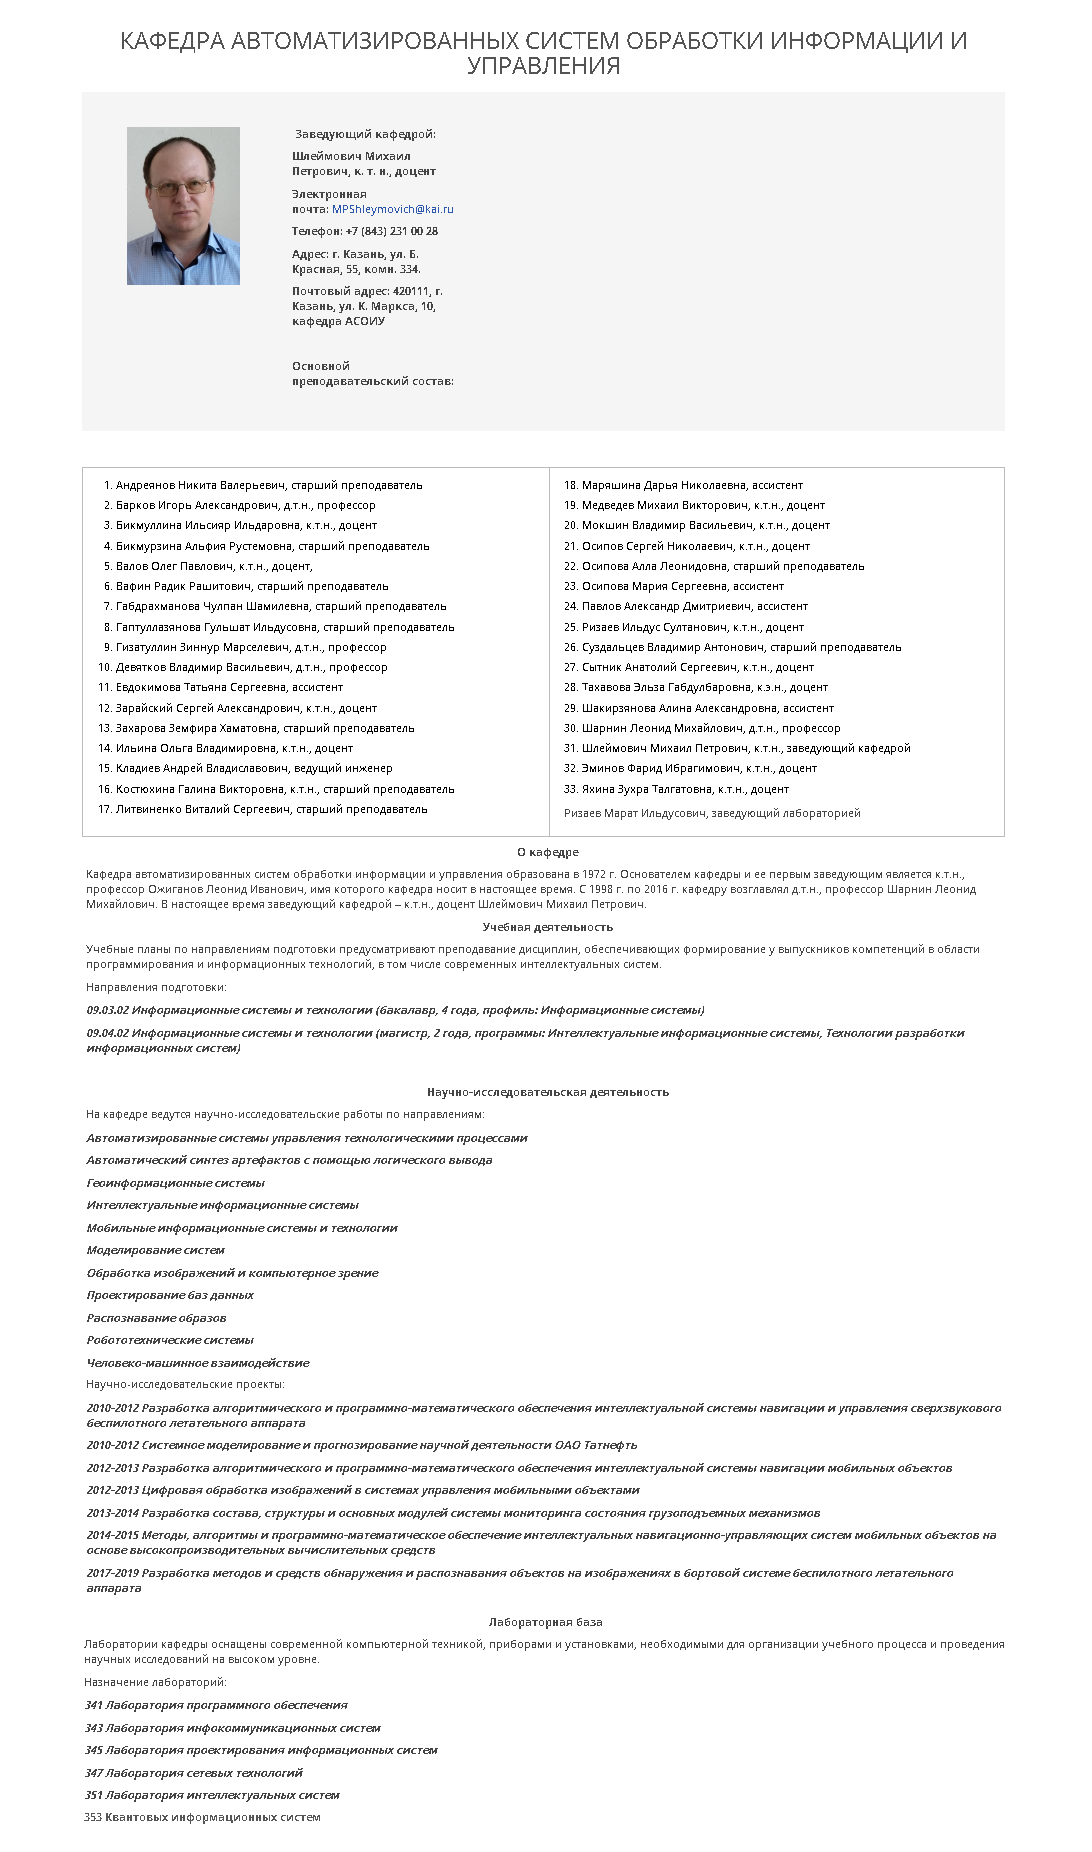 КАФЕДРА АВТОМАТИЗИРОВАННЫХ СИСТЕМ ОБРАБОТКИ ИНФОРМАЦИИ И
УПРАВЛЕНИЯ
Заведующий кафедрой:
Шлеймович Михаил
Петрович, к. т. н., доцент
Электронная
почта: MPShleymovich@kai.ru
Телефон: +7 (843) 231 00 28
Адрес: г. Казань, ул. Б.
Красная, 55, комн. 334.
Почтовый адрес: 420111, г.
Казань, ул. К. Маркса, 10,
кафедра АСОИУ
Основной
преподавательский состав:
1. Андреянов Никита Валерьевич, старший преподаватель
2. Барков Игорь Александрович, д.т.н., профессор
3. Бикмуллина Ильсияр Ильдаровна, к.т.н., доцент
4. Бикмурзина Альфия Рустемовна, старший преподаватель
5. Валов Олег Павлович, к.т.н., доцент,
6. Вафин Радик Рашитович, старший преподаватель
7. Габдрахманова Чулпан Шамилевна, старший преподаватель
8. Гаптуллазянова Гульшат Ильдусовна, старший преподаватель
9. Гизатуллин Зиннур Марселевич, д.т.н., профессор
10. Девятков Владимир Васильевич, д.т.н., профессор
11. Евдокимова Татьяна Сергеевна, ассистент
12. Зарайский Сергей Александрович, к.т.н., доцент
13. Захарова Земфира Хаматовна, старший преподаватель
14. Ильина Ольга Владимировна, к.т.н., доцент
15. Кладиев Андрей Владиславович, ведущий инженер
16. Костюхина Галина Викторовна, к.т.н., старший преподаватель
17. Литвиненко Виталий Сергеевич, старший преподаватель
18. Маряшина Дарья Николаевна, ассистент
19. Медведев Михаил Викторович, к.т.н., доцент
20. Мокшин Владимир Васильевич, к.т.н., доцент
21. Осипов Сергей Николаевич, к.т.н., доцент
22. Осипова Алла Леонидовна, старший преподаватель
23. Осипова Мария Сергеевна, ассистент
24. Павлов Александр Дмитриевич, ассистент
25. Ризаев Ильдус Султанович, к.т.н., доцент
26. Суздальцев Владимир Антонович, старший преподаватель
27. Сытник Анатолий Сергеевич, к.т.н., доцент
28. Тахавова Эльза Габдулбаровна, к.э.н., доцент
29. Шакирзянова Алина Александровна, ассистент
30. Шарнин Леонид Михайлович, д.т.н., профессор
31. Шлеймович Михаил Петрович, к.т.н., заведующий кафедрой
32. Эминов Фарид Ибрагимович, к.т.н., доцент
33. Яхина Зухра Талгатовна, к.т.н., доцент
Ризаев Марат Ильдусович, заведующий лабораторией
О кафедре
Кафедра автоматизированных систем обработки информации и управления образована в 1972 г. Основателем кафедры и ее первым заведующим является к.т.н.,
профессор Ожиганов Леонид Иванович, имя которого кафедра носит в настоящее время. С 1998 г. по 2016 г. кафедру возглавлял д.т.н., профессор Шарнин Леонид
Михайлович. В настоящее время заведующий кафедрой – к.т.н., доцент Шлеймович Михаил Петрович.
Учебная деятельность
Учебные планы по направлениям подготовки предусматривают преподавание дисциплин, обеспечивающих формирование у выпускников компетенций в области
программирования и информационных технологий, в том числе современных интеллектуальных систем.
Направления подготовки:
09.03.02 Информационные системы и технологии (бакалавр, 4 года, профиль: Информационные системы)
09.04.02 Информационные системы и технологии (магистр, 2 года, программы: Интеллектуальные информационные системы, Технологии разработки
информационных систем)
Научно-исследовательская деятельность
На кафедре ведутся научно-исследовательские работы по направлениям:
Автоматизированные системы управления технологическими процессами
Автоматический синтез артефактов с помощью логического вывода
Геоинформационные системы
Интеллектуальные информационные системы
Мобильные информационные системы и технологии
Моделирование систем
Обработка изображений и компьютерное зрение
Проектирование баз данных
Распознавание образов
Робототехнические системы
Человеко-машинное взаимодействие
Научно-исследовательские проекты:
2010-2012 Разработка алгоритмического и программно-математического обеспечения интеллектуальной системы навигации и управления сверхзвукового
беспилотного летательного аппарата
2010-2012 Системное моделирование и прогнозирование научной деятельности ОАО Татнефть
2012-2013 Разработка алгоритмического и программно-математического обеспечения интеллектуальной системы навигации мобильных объектов
2012-2013 Цифровая обработка изображений в системах управления мобильными объектами
2013-2014 Разработка состава, структуры и основных модулей системы мониторинга состояния грузоподъемных механизмов
2014-2015 Методы, алгоритмы и программно-математическое обеспечение интеллектуальных навигационно-управляющих систем мобильных объектов на
основе высокопроизводительных вычислительных средств
2017-2019 Разработка методов и средств обнаружения и распознавания объектов на изображениях в бортовой системе беспилотного летательного
аппарата
Лабораторная база
Лаборатории кафедры оснащены современной компьютерной техникой, приборами и установками, необходимыми для организации учебного процесса и проведения
научных исследований на высоком уровне.
Назначение лабораторий:
341 Лаборатория программного обеспечения
343 Лаборатория инфокоммуникационных систем
345 Лаборатория проектирования информационных систем
347 Лаборатория сетевых технологий
351 Лаборатория интеллектуальных систем
353 Квантовых информационных систем